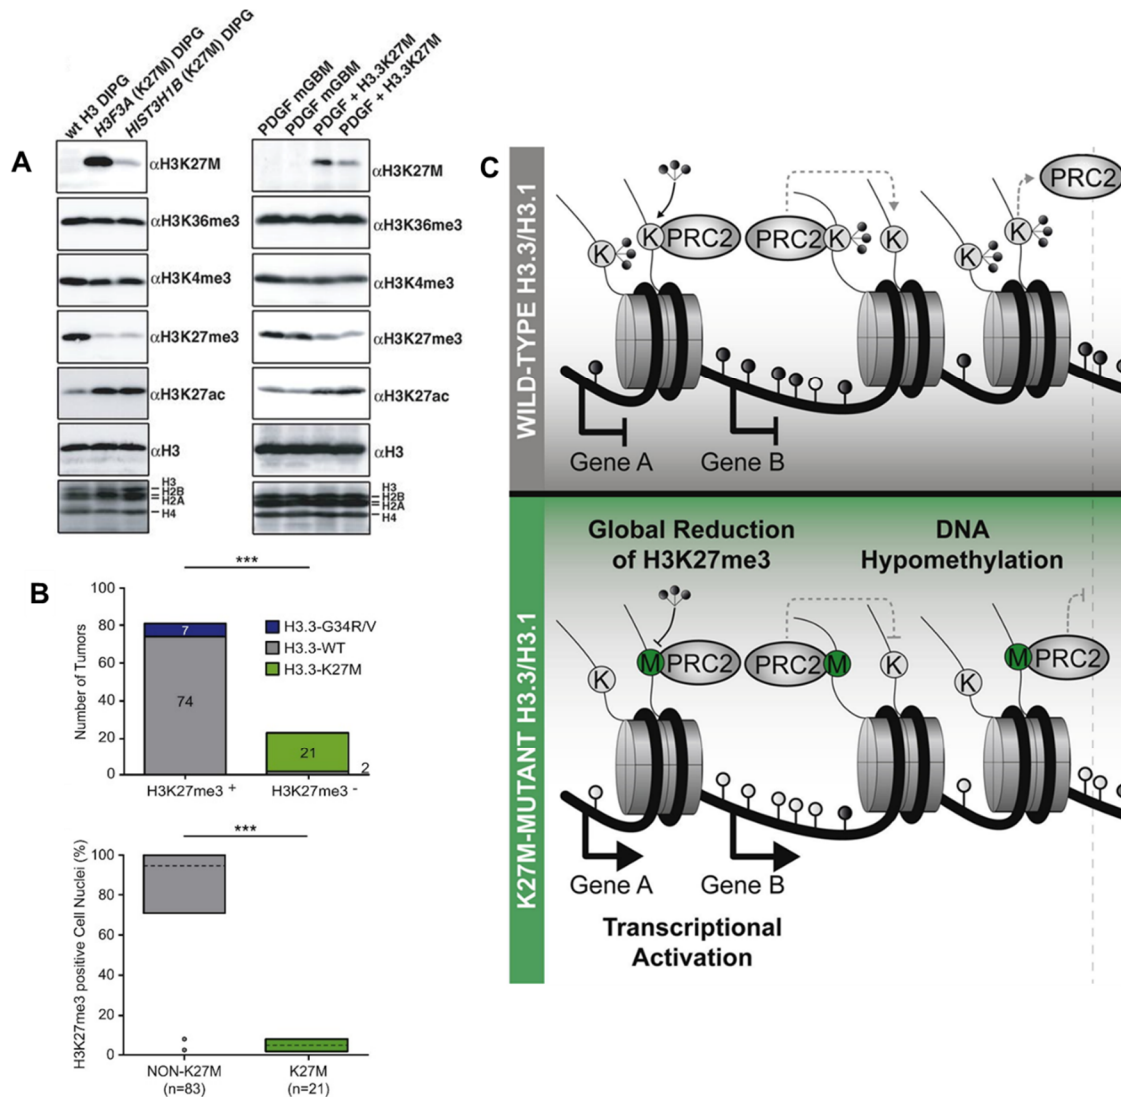 A
wt H3 DIPG
H3F3A (K27M) DIPG
HIST3H1B (K27M) DIPG
αH3K27M
αH3K36me3
αH3K4me3
αH3K27me3
αH3K27ac
αH3
H3
H2B
H2A
H4
PDGF mGBM
PDGF mGBM
PDGF + H3.3K27M
PDGF + H3.3K27M
αH3K27M
αH3K36me3
αH3K4me3
αH3K27me3
αH3K27ac
αH3
H3
H2B
H2A
H4
B
***
Number of Tumors
100
80
60
40
20
0
7
74
21
2
H3K27me3 +
H3K27me3 -
H3.3-G34R/V
H3.3-WT
H3.3-K27M
***
H3K27me3 positive Cell Nuclei (%)
100
80
60
40
20
0
NON-K27M
(n=83)
K27M
(n=21)
C
WILD-TYPE H3.3/H3.1
K
K
PRC2
PRC2
K
K
K
K
PRC2
Gene A
Gene B
K27M-MUTANT H3.3/H3.1
Global Reduction
of H3K27me3
DNA
Hypomethylation
K
M
PRC2
PRC2
M
K
K
M
PRC2
Gene A
Gene B
Transcriptional
Activation